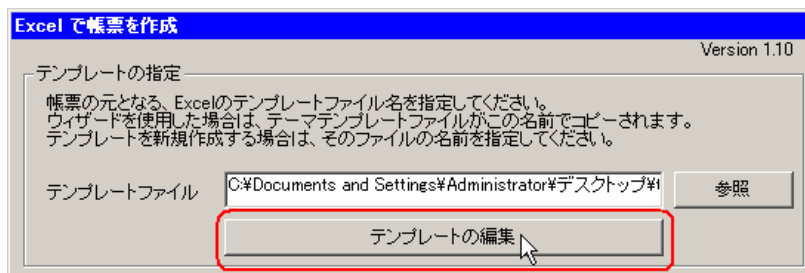 Excel で帳票を作成
Version 1.10
テンプレートの指定
帳票の元となる、Excelのテンプレートファイル名を指定してください。
ウィザードを使用した場合は、テーマテンプレートファイルがこの名前でコピーされます。
テンプレートを新規作成する場合は、そのファイルの名前を指定してください。
テンプレートファイル
C:¥Documents and Settings¥Administrator¥デスクトップ¥t
参照
テンプレートの編集